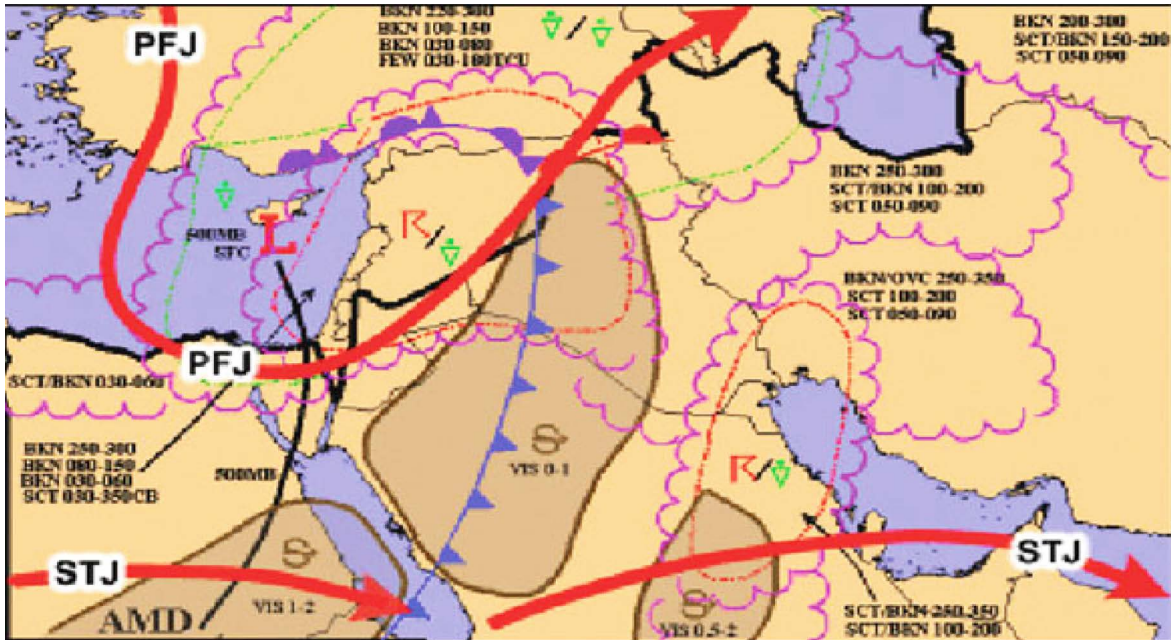 PFJ
BKN 220-300
BKN 100-150
BKN 030-080
FEW 030-100TCU
BKN 200-300
SCT/BKN 150-200
SCT 050-090
BKN 250-300
SCT/BKN 100-200
SCT 050-090
500MB
SFC
L
BKN/OVC 250-350
SCT 100-200
SCT 050-090
PFJ
SCT/BKN 030-060
BKN 250-300
BKN 080-150
BKN 030-060
SCT 030-350CB
500MB
VIS 0-1
STJ
STJ
AMD
VIS 1-2
VIS 0.5-2
SCT/BKN 250-350
SCT/BKN 100-200